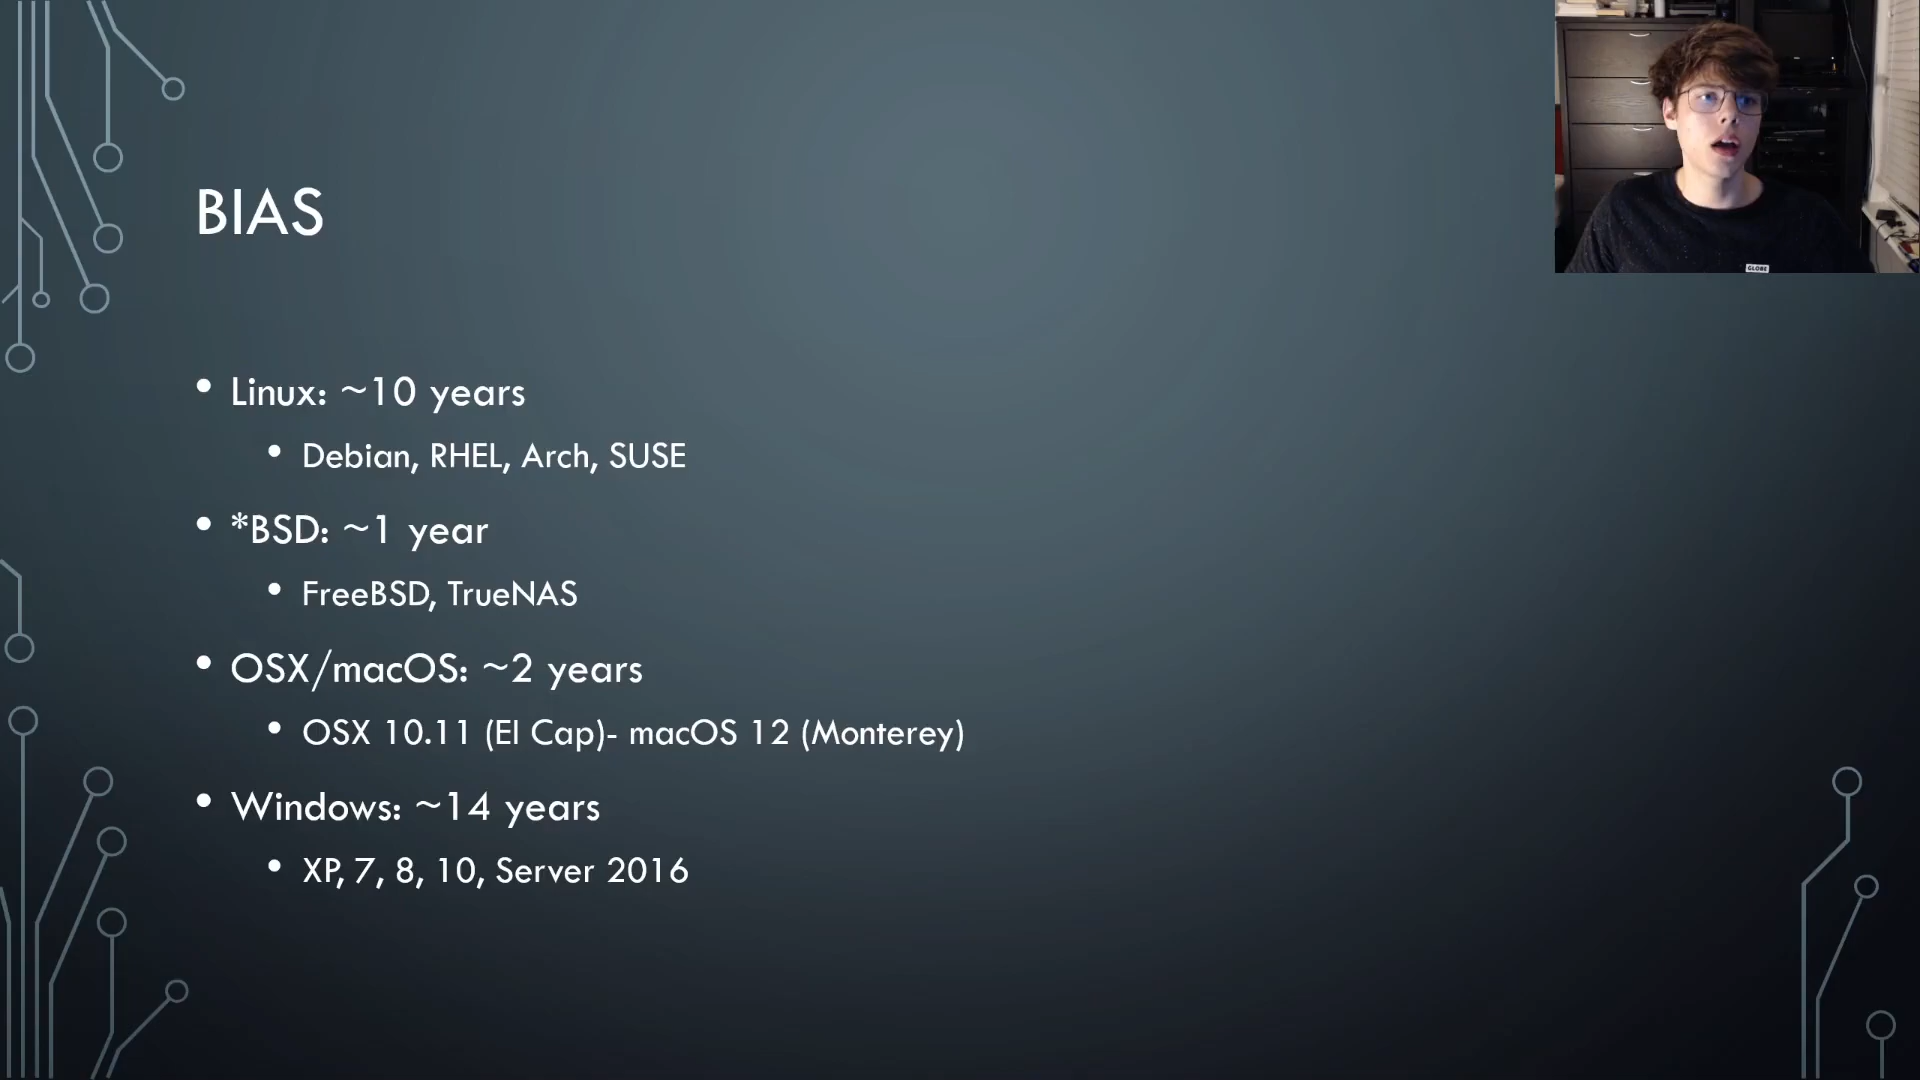 BIAS
• Linux: ~10 years
• Debian, RHEL, Arch, SUSE
• *BSD: ~1 year
• FreeBSD, TrueNAS
• OSX/macOS: ~2 years
• OSX 10.11 (El Cap)- macOS 12 (Monterey)
• Windows: ~14 years
• XP, 7, 8, 10, Server 2016
GLOBE